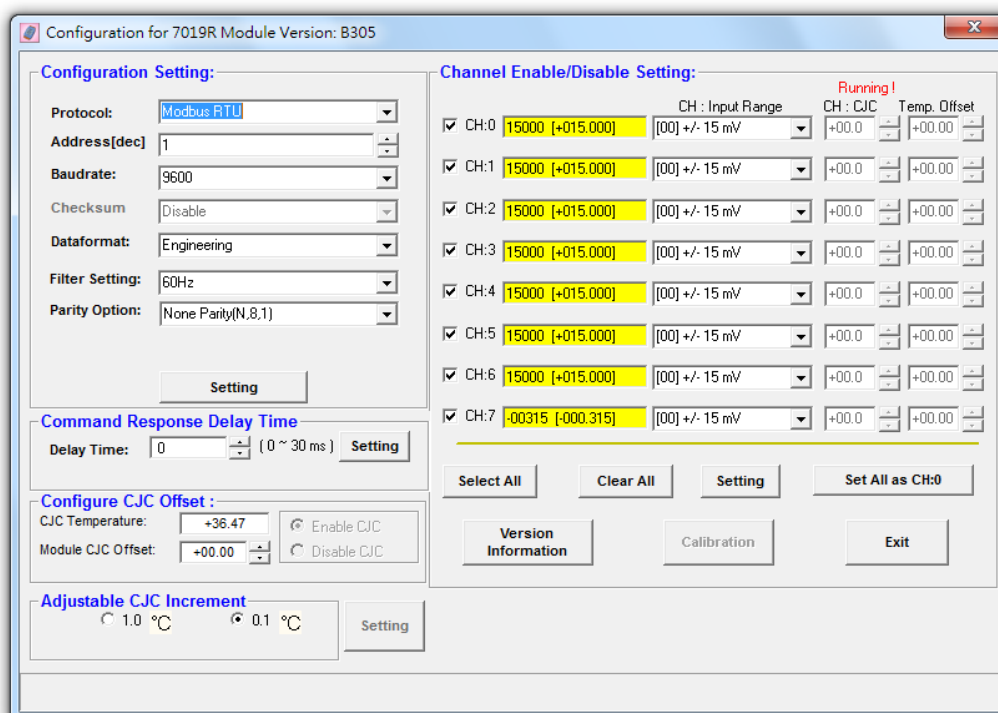 Configuration for 7019R Module Version: B305
Configuration Setting:
Protocol: Modbus RTU
Address[dec] 1
Baudrate: 9600
Checksum Disable
Dataformat: Engineering
Filter Setting: 60Hz
Parity Option: None Parity(N,8,1)
Setting
Command Response Delay Time
Delay Time: 0 ( 0 ~ 30 ms ) Setting
Configure CJC Offset :
CJC Temperature: +36.47
Module CJC Offset: +00.00
Enable CJC
Disable CJC
Adjustable CJC Increment
1.0 °C 0.1 °C
Setting
Channel Enable/Disable Setting:
Running !
CH : Input Range CH : CJC Temp. Offset
CH:0 15000 [+015.000] [00] +/- 15 mV +00.0 +00.00
CH:1 15000 [+015.000] [00] +/- 15 mV +00.0 +00.00
CH:2 15000 [+015.000] [00] +/- 15 mV +00.0 +00.00
CH:3 15000 [+015.000] [00] +/- 15 mV +00.0 +00.00
CH:4 15000 [+015.000] [00] +/- 15 mV +00.0 +00.00
CH:5 15000 [+015.000] [00] +/- 15 mV +00.0 +00.00
CH:6 15000 [+015.000] [00] +/- 15 mV +00.0 +00.00
CH:7 -00315 [-000.315] [00] +/- 15 mV +00.0 +00.00
Select All Clear All Setting Set All as CH:0
Version
Information
Calibration
Exit